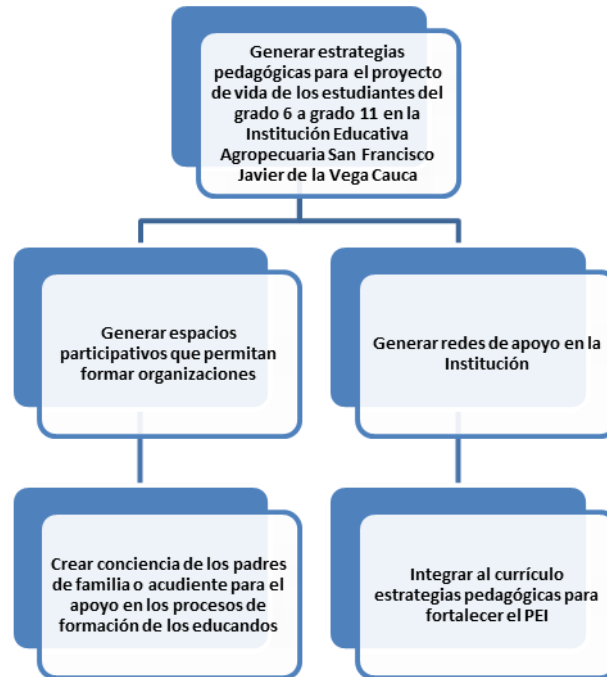 Generar estrategias
pedagógicas para el proyecto
de vida de los estudiantes del
grado 6 a grado 11 en la
Institución Educativa
Agropecuaria San Francisco
Javier de la Vega Cauca
Generar espacios
participativos que permitan
formar organizaciones
Generar redes de apoyo en la
Institución
Crear conciencia de los padres
de familia o acudiente para el
apoyo en los procesos de
formación de los educandos
Integrar al currículo
estrategias pedagógicas para
fortalecer el PEI